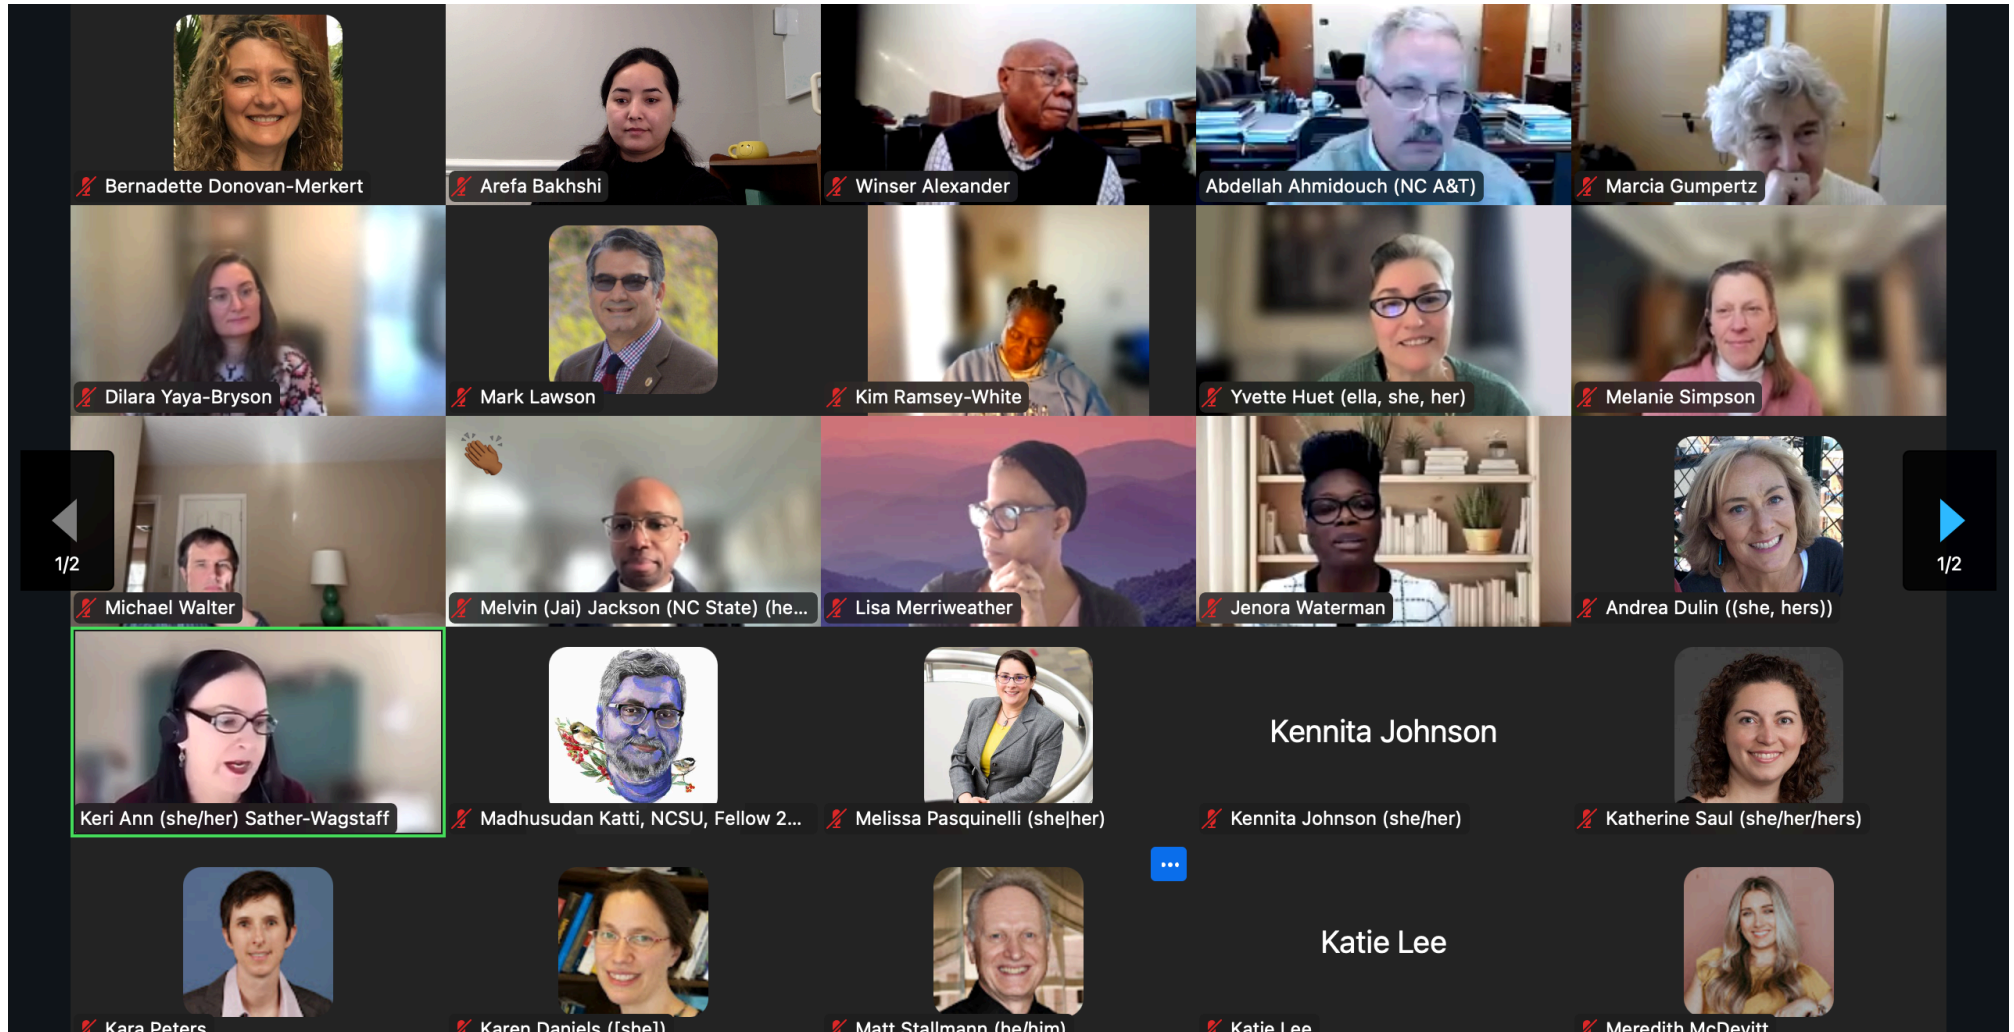 Bernadette Donovan-Merkert
Arefa Bakhshi
Winser Alexander
Abdellah Ahmidouch (NC A&T)
Marcia Gumpertz
Dilara Yaya-Bryson
Mark Lawson
Kim Ramsey-White
Yvette Huet (ella, she, her)
Melanie Simpson
1/2
1/2
Michael Walter
Melvin (Jai) Jackson (NC State) (he...
Lisa Merriweather
Jenora Waterman
Andrea Dulin ((she, hers))
Kennita Johnson
Keri Ann (she/her) Sather-Wagstaff
Madhusudan Katti, NCSU, Fellow 2...
Melissa Pasquinelli (she|her)
Kennita Johnson (she/her)
Katherine Saul (she/her/hers)
Katie Lee
Kara Peters
Karen Daniels ([she])
Matt Stallmann (he/him)
Katie Lee
Meredith McDevitt